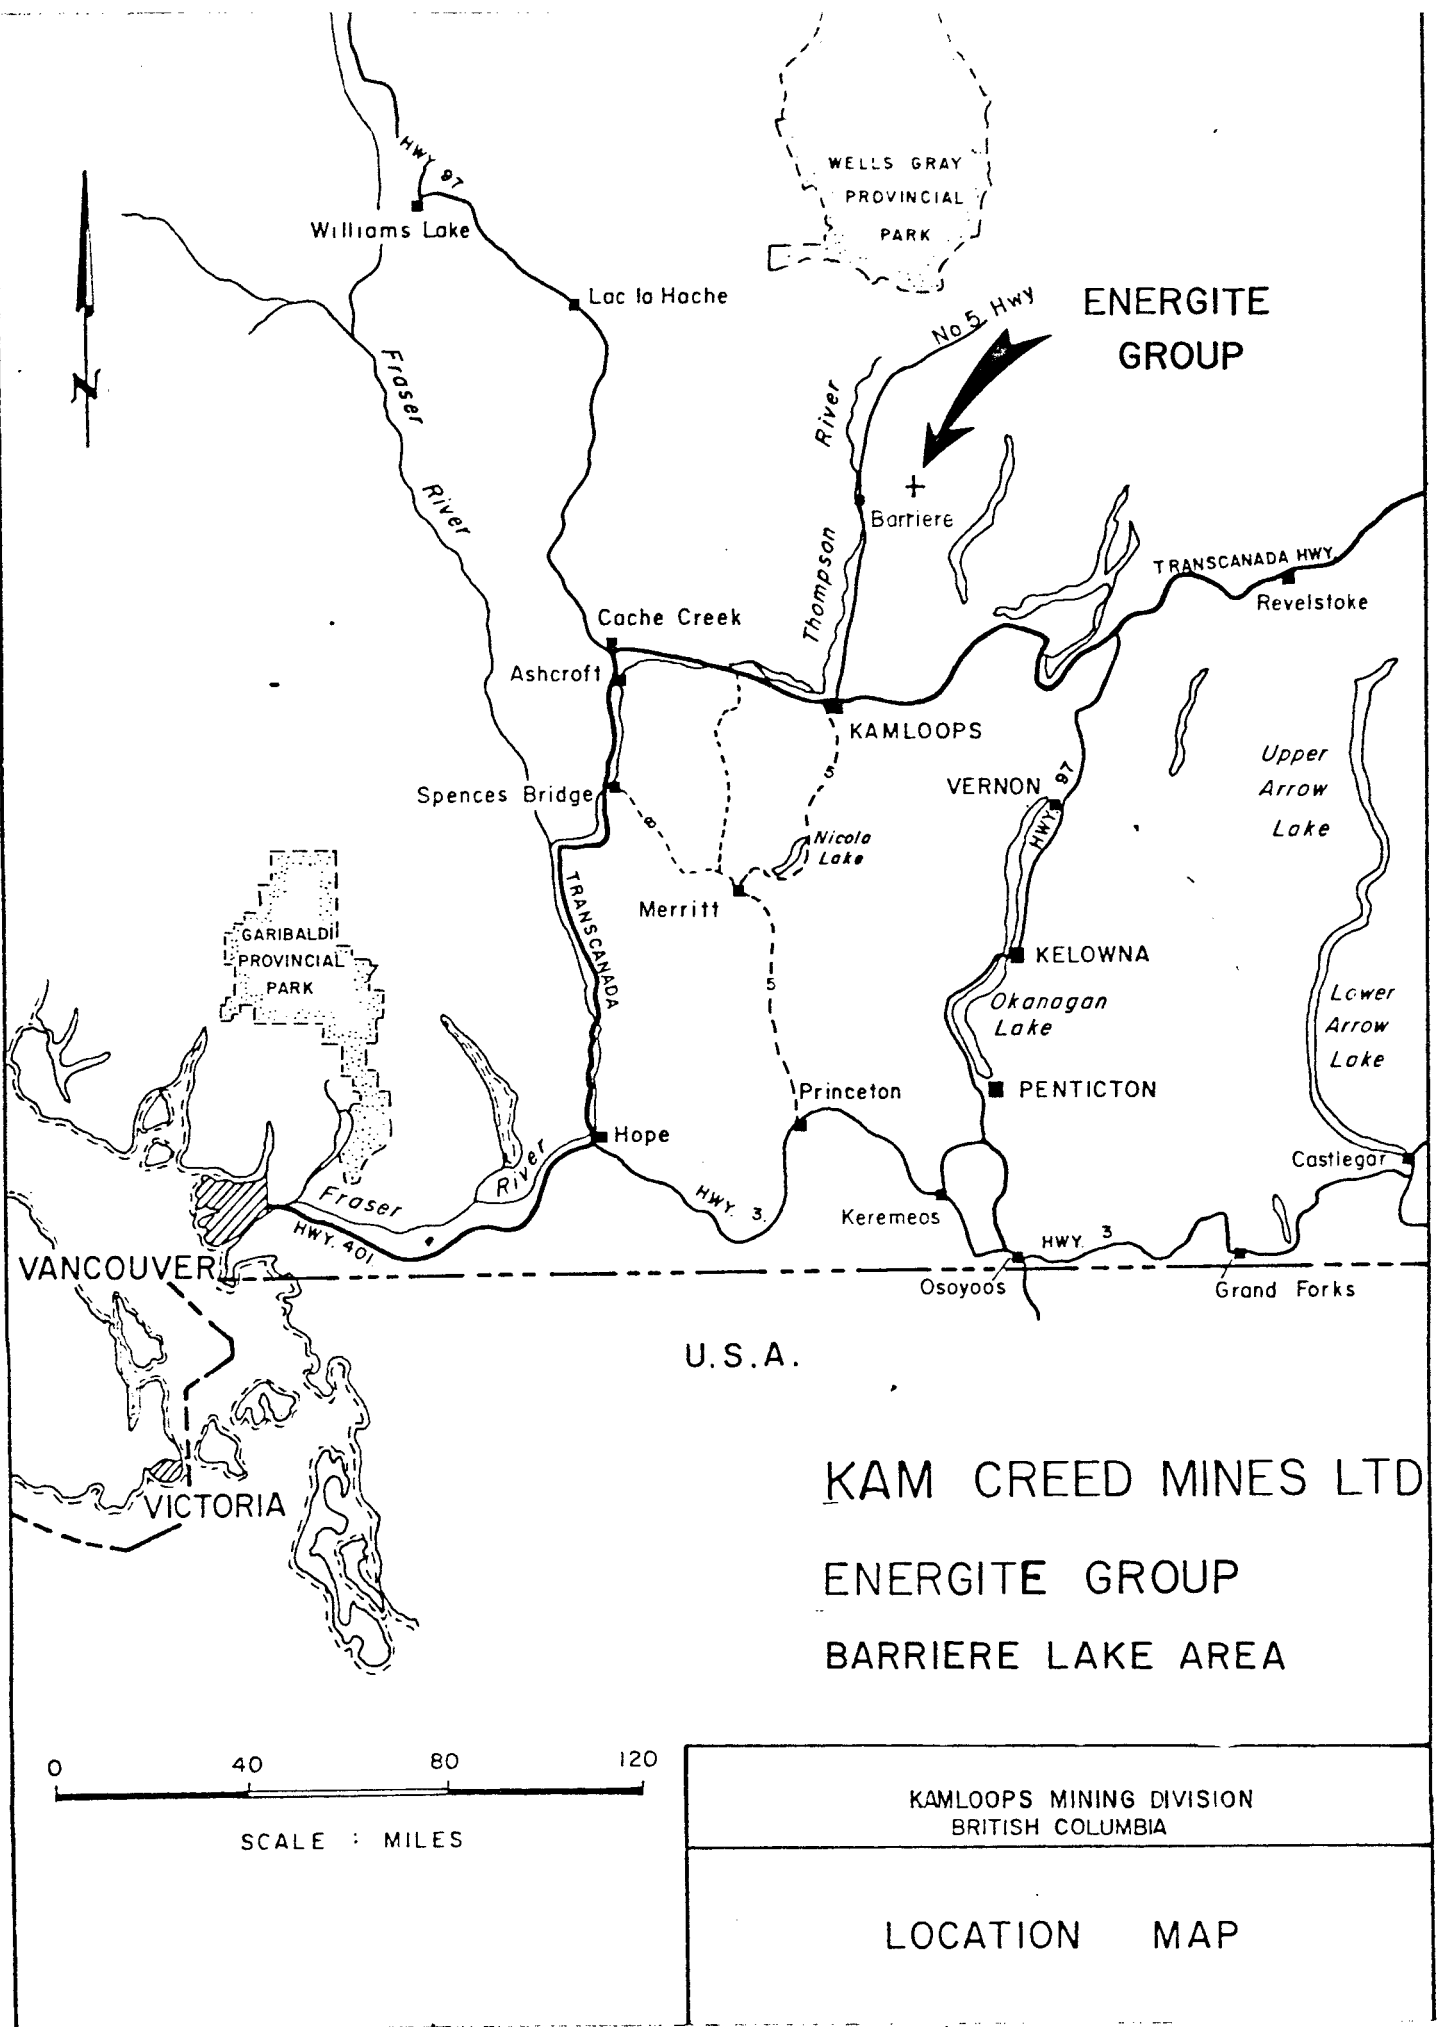 HWY 97
Williams Lake
Lac la Hache
WELLS GRAY
PROVINCIAL
PARK
No 5 Hwy
ENERGITE
GROUP
N
Fraser
River
River
Thompson
Barriere
TRANSCANADA HWY.
Revelstoke
Cache Creek
Ashcroft
KAMLOOPS
5
Spences Bridge
8
Nicola
Lake
Merritt
VERNON
HWY. 97
Upper
Arrow
Lake
GARIBALDI
PROVINCIAL
PARK
TRANSCANADA
5
KELOWNA
Okanagan
Lake
Lower
Arrow
Lake
PENTICTON
Princeton
Hope
Fraser
River
HWY. 401.
HWY. 3.
Keremeos
Castlegar
HWY. 3
Osoyoos
Grand Forks
VANCOUVER
U.S.A.
VICTORIA
KAM CREED MINES LTD
ENERGITE GROUP
BARRIERE LAKE AREA
0 40 80 120
SCALE : MILES
KAMLOOPS MINING DIVISION
BRITISH COLUMBIA
LOCATION MAP